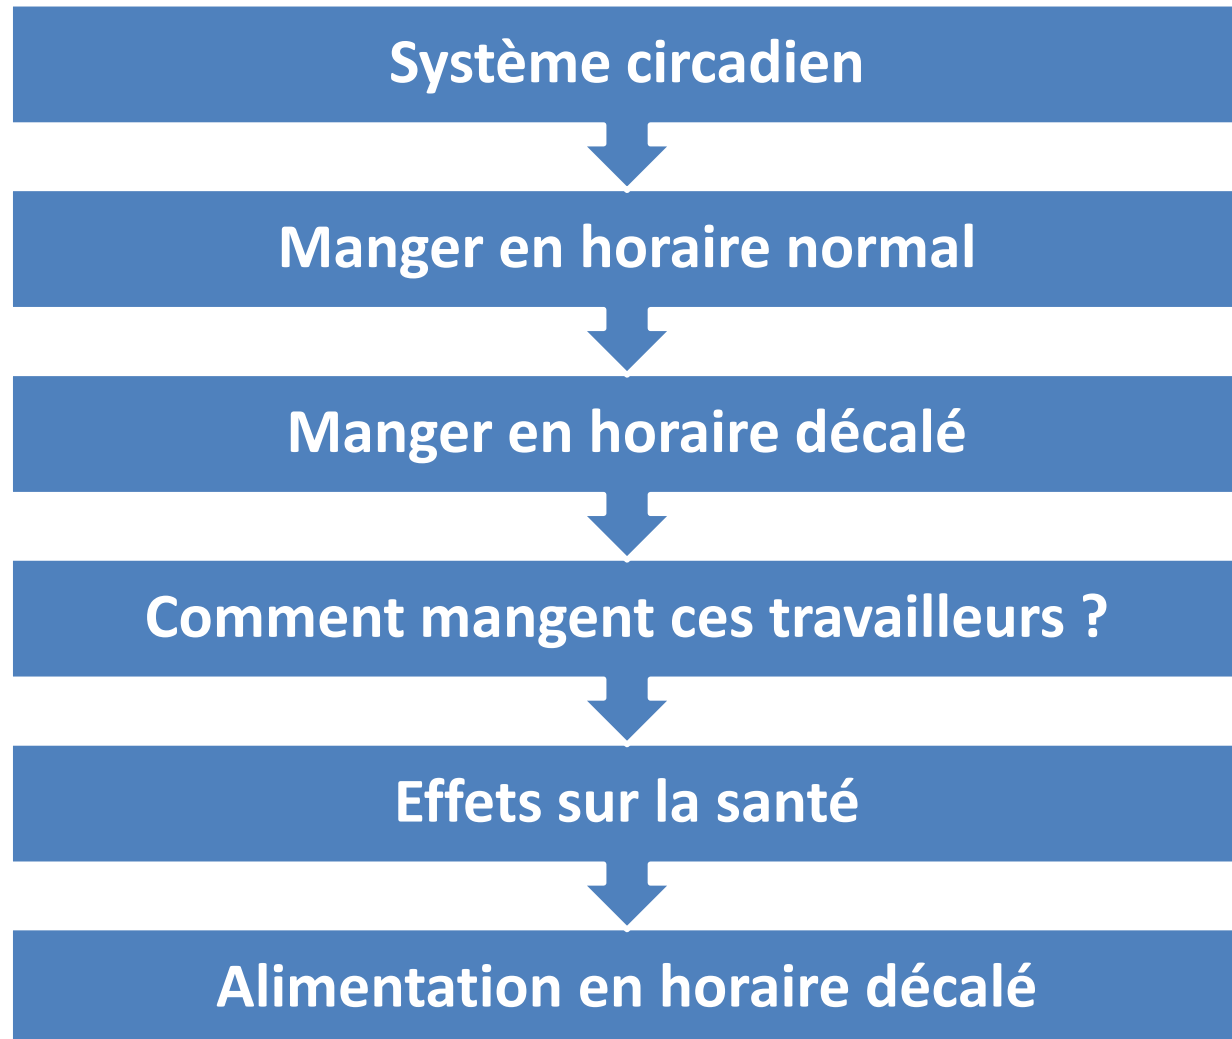 Système circadien
Manger en horaire normal
Manger en horaire décalé
Comment mangent ces travailleurs ?
Effets sur la santé
Alimentation en horaire décalé